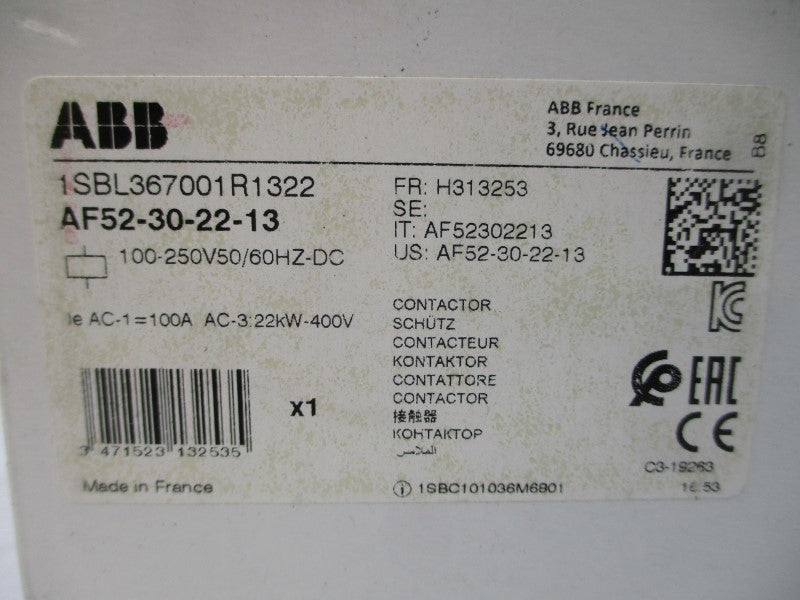 ABB
ABB France
3, Rue Jean Perrin
69680 Chassieu, France
B8
1SBL367001R1322
AF52-30-22-13
100-250V50/60HZ-DC
Ie AC-1=100A AC-3:22kW-400V
FR: H313253
SE:
IT: AF52302213
US: AF52-30-22-13
CONTACTOR
SCHÜTZ
CONTACTEUR
KONTAKTOR
CONTATTORE
CONTACTOR
接触器
КОНТАКТОР
الملامس
x1
3 471523 132535
Made in France
1SBC101036M6801
EAC
CE
C3-19263
16:53